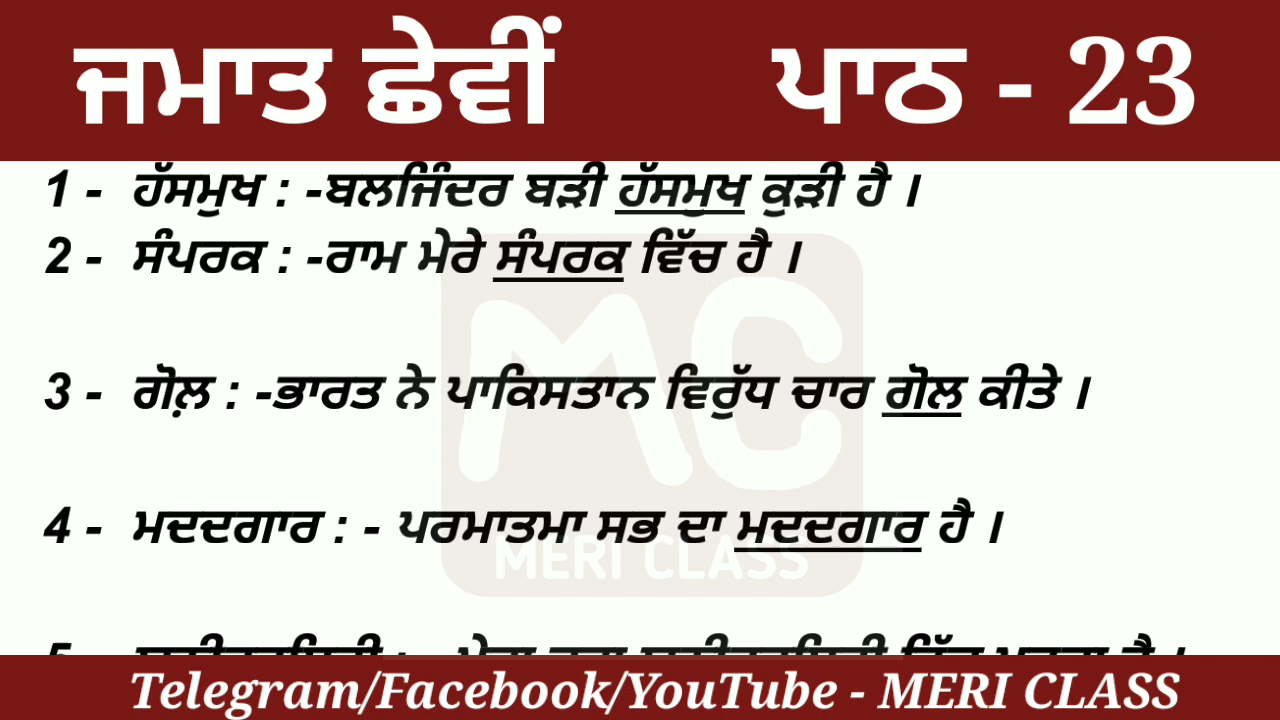 ਜਮਾਤ ਛੇਵੀਂ ਪਾਠ - 23
1 - ਹੱਸਮੁਖ : -ਬਲਜਿੰਦਰ ਬੜੀ ਹੱਸਮੁਖ ਕੁੜੀ ਹੈ ।
2 - ਸੰਪਰਕ : -ਰਾਮ ਮੇਰੇ ਸੰਪਰਕ ਵਿੱਚ ਹੈ ।
3 - ਗੋਲ਼ : -ਭਾਰਤ ਨੇ ਪਾਕਿਸਤਾਨ ਵਿਰੁੱਧ ਚਾਰ ਗੋਲ ਕੀਤੇ ।
4 - ਮਦਦਗਾਰ : - ਪਰਮਾਤਮਾ ਸਭ ਦਾ ਮਦਦਗਾਰ ਹੈ ।
MC
MERI CLASS
Telegram/Facebook/YouTube - MERI CLASS